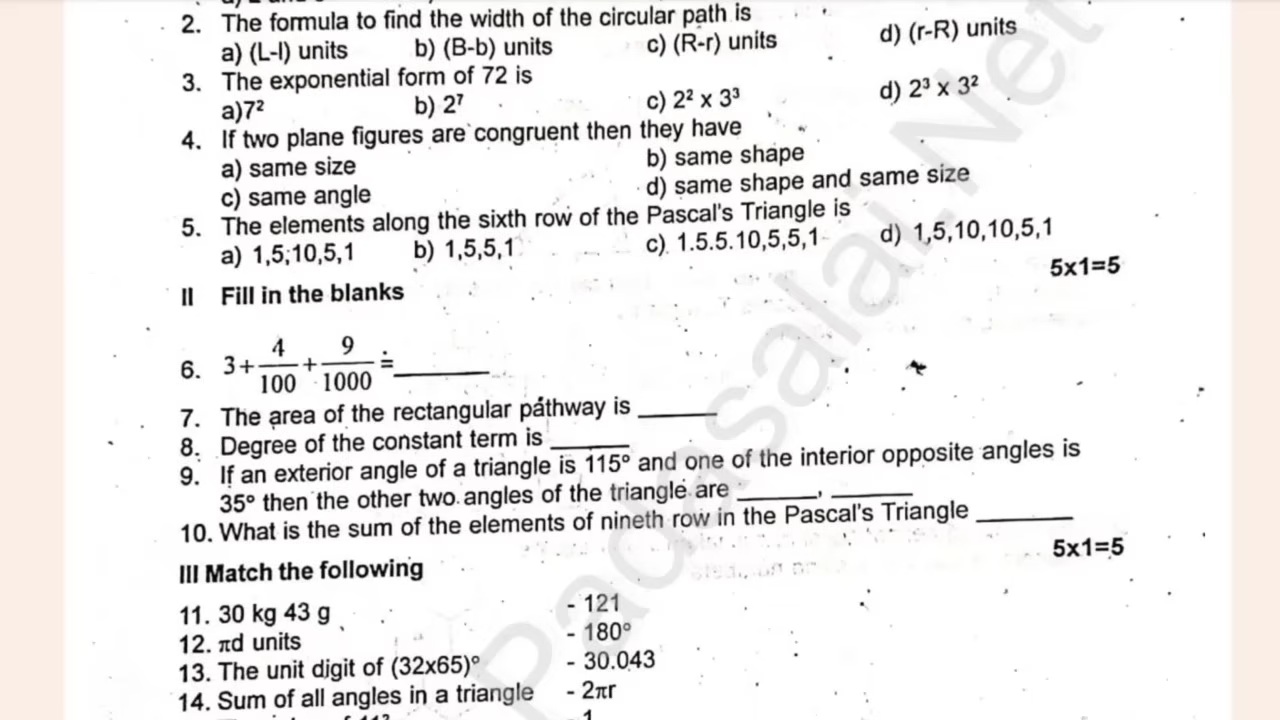 2. The formula to find the width of the circular path is
a) (L-l) units b) (B-b) units c) (R-r) units d) (r-R) units
3. The exponential form of 72 is
a)7² b) 2⁷ c) 2² x 3³ d) 2³ x 3²
4. If two plane figures are congruent then they have
a) same size b) same shape
c) same angle d) same shape and same size
5. The elements along the sixth row of the Pascal's Triangle is
a) 1,5,10,5,1 b) 1,5,5,1 c) 1.5.5.10,5,5,1 d) 1,5,10,10,5,1
5x1=5
II Fill in the blanks
6. 3+4/100+9/1000=______
7. The area of the rectangular pathway is ______
8. Degree of the constant term is ______
9. If an exterior angle of a triangle is 115° and one of the interior opposite angles is
35° then the other two angles of the triangle are ______, ______
10. What is the sum of the elements of nineth row in the Pascal's Triangle ______
5x1=5
III Match the following
11. 30 kg 43 g - 121
12. πd units - 180°
13. The unit digit of (32x65)⁰ - 30.043
14. Sum of all angles in a triangle - 2πr
Padasalai.Net